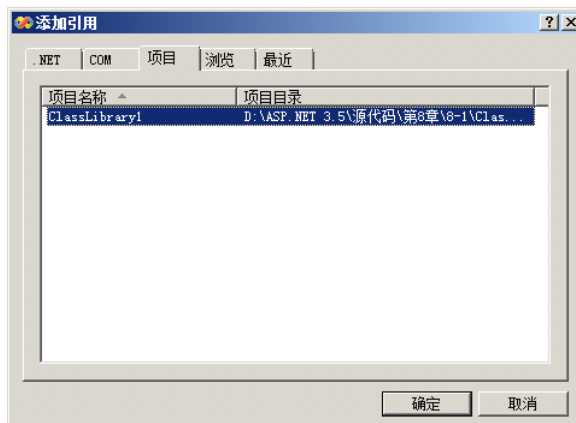 添加引用
.NET COM 项目 浏览 最近
项目名称 项目目录
ClassLibrary1 D:\ASP.NET 3.5\源代码\第8章\8-1\Clas...
确定 取消